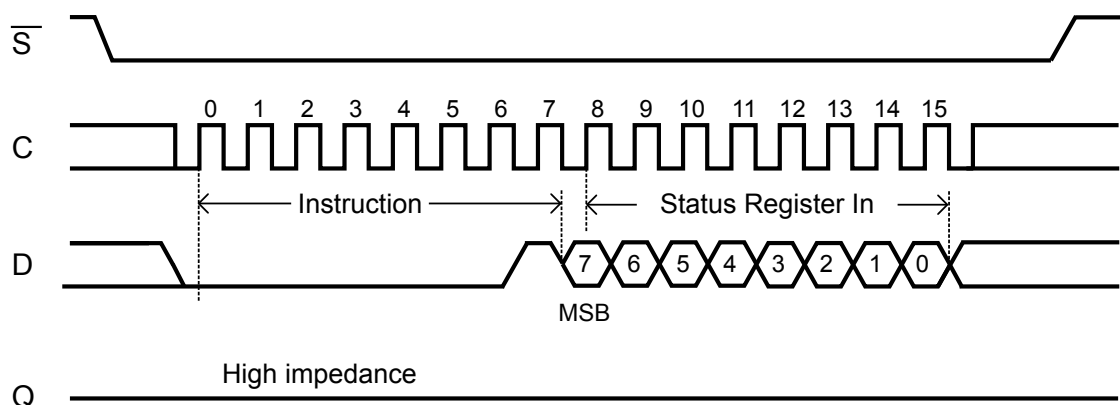 S
0 1 2 3 4 5 6 7 8 9 10 11 12 13 14 15
C
Instruction Status Register In
D 7 6 5 4 3 2 1 0
MSB
High impedance
Q